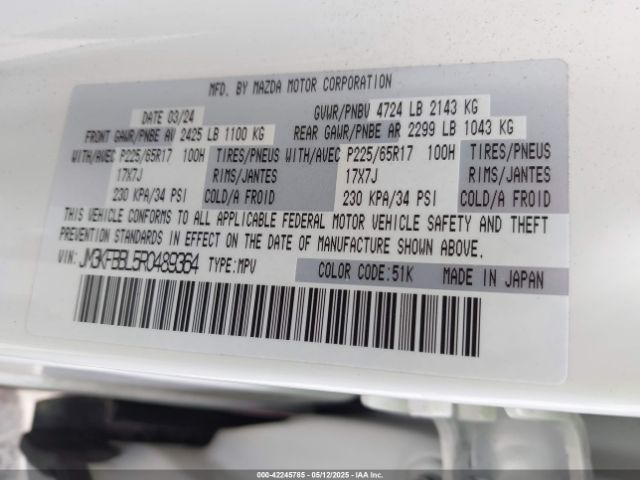 MFD. BY MAZDA MOTOR CORPORATION
DATE 03/24 GVWR/PNBV 4724 LB 2143 KG
FRONT GAWR/PNBE AV 2425 LB 1100 KG REAR GAWR/PNBE AR 2299 LB 1043 KG
WITH/AVEC P225/65R17 100H TIRES/PNEUS WITH/AVEC P225/65R17 100H TIRES/PNEUS
17X7J RIMS/JANTES 17X7J RIMS/JANTES
230 KPA/34 PSI COLD/A FROID 230 KPA/34 PSI COLD/A FROID
THIS VEHICLE CONFORMS TO ALL APPLICABLE FEDERAL MOTOR VEHICLE SAFETY AND THEFT
PREVENTION STANDARDS IN EFFECT ON THE DATE OF MANUFACTURE SHOWN ABOVE.
VIN: JM3KFBBL5R0489364 TYPE:MPV COLOR CODE:51K MADE IN JAPAN
000-42245785 - 05/12/2025 - IAAI.COM